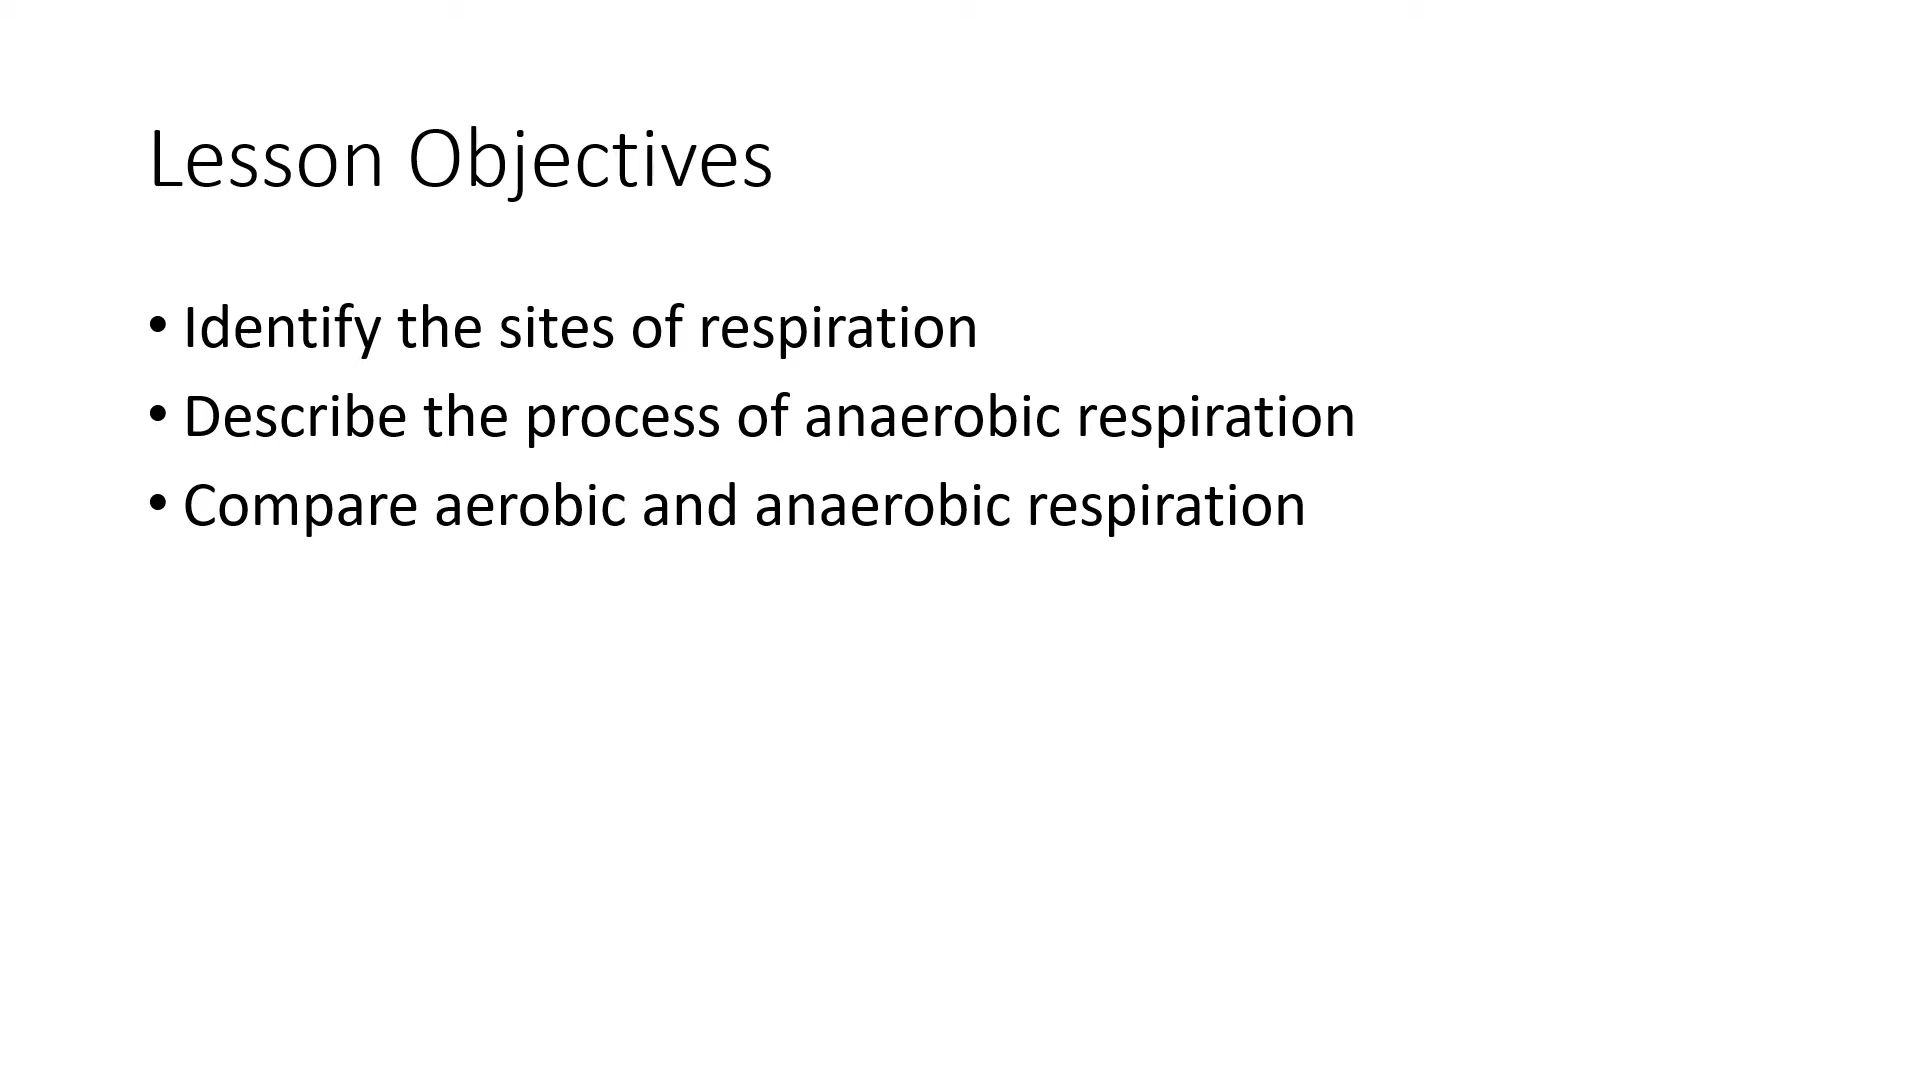 Lesson Objectives
• Identify the sites of respiration
• Describe the process of anaerobic respiration
• Compare aerobic and anaerobic respiration